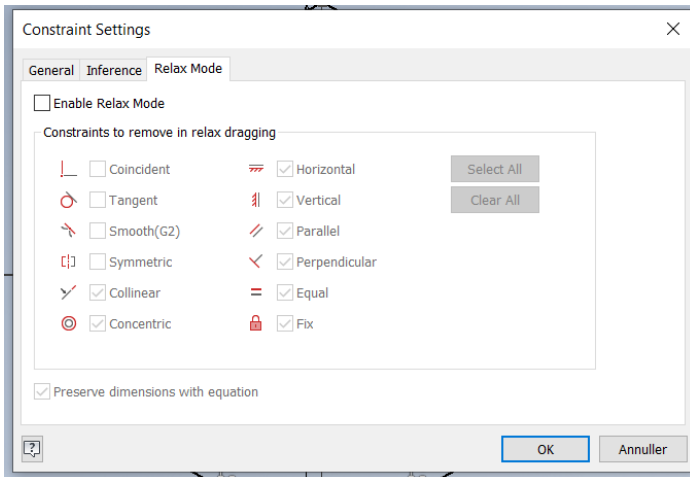 Constraint Settings
General Inference Relax Mode
Enable Relax Mode
Constraints to remove in relax dragging
Coincident Horizontal Select All
Tangent Vertical Clear All
Smooth(G2) Parallel
Symmetric Perpendicular
Collinear Equal
Concentric Fix
Preserve dimensions with equation
? OK Annuller